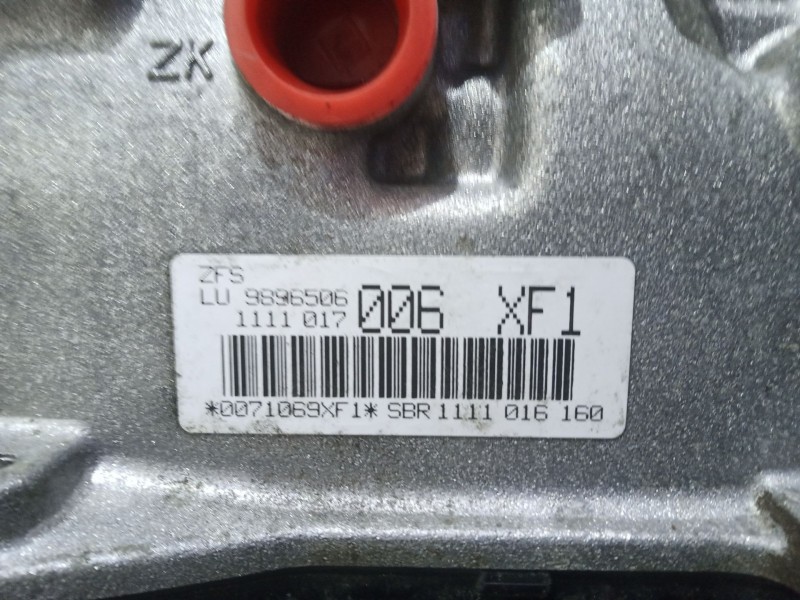 ZK
ZFS
LU 9896506
1111 017
006 XF1
*0071069XF1* SBR 1111 016 160